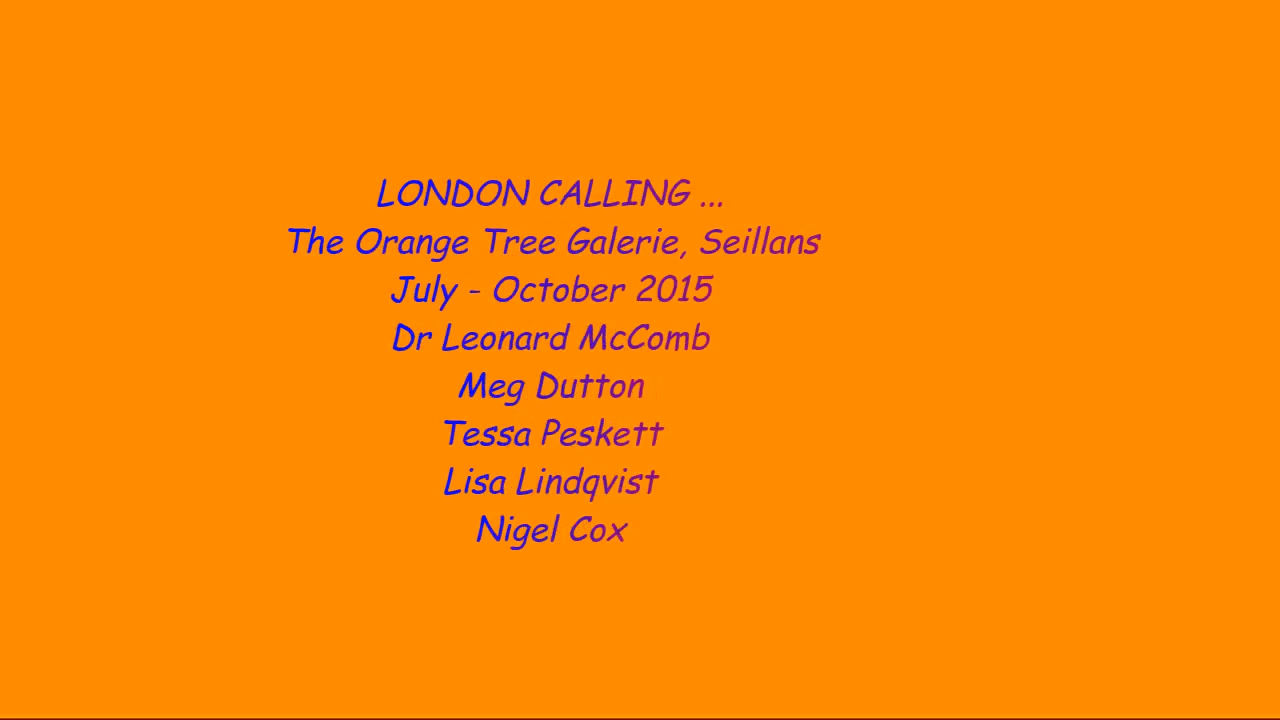 LONDON CALLING ...
The Orange Tree Galerie, Seillans
July - October 2015
Dr Leonard McComb
Meg Dutton
Tessa Peskett
Lisa Lindqvist
Nigel Cox